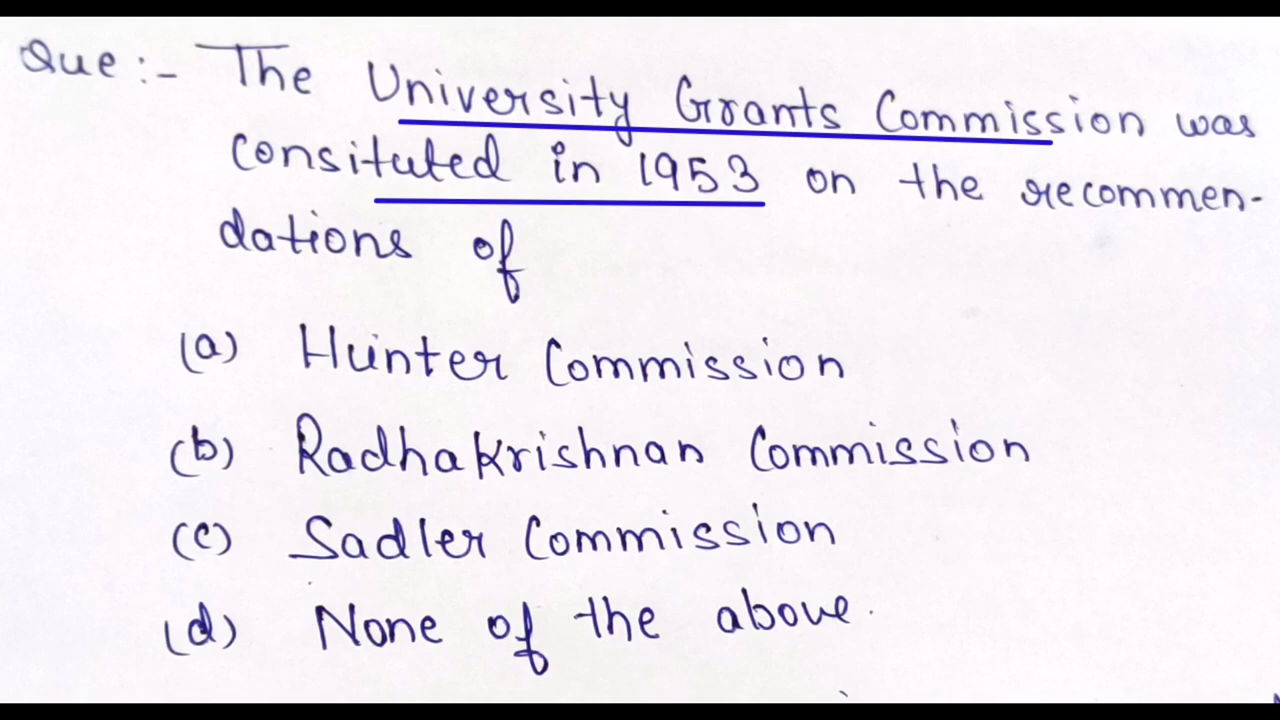 Que :- The University Grants Commission was
consituted in 1953 on the recommen-
dations of
(a) Hunter Commission
(b) Radhakrishnan Commission
(c) Sadler Commission
(d) None of the above.